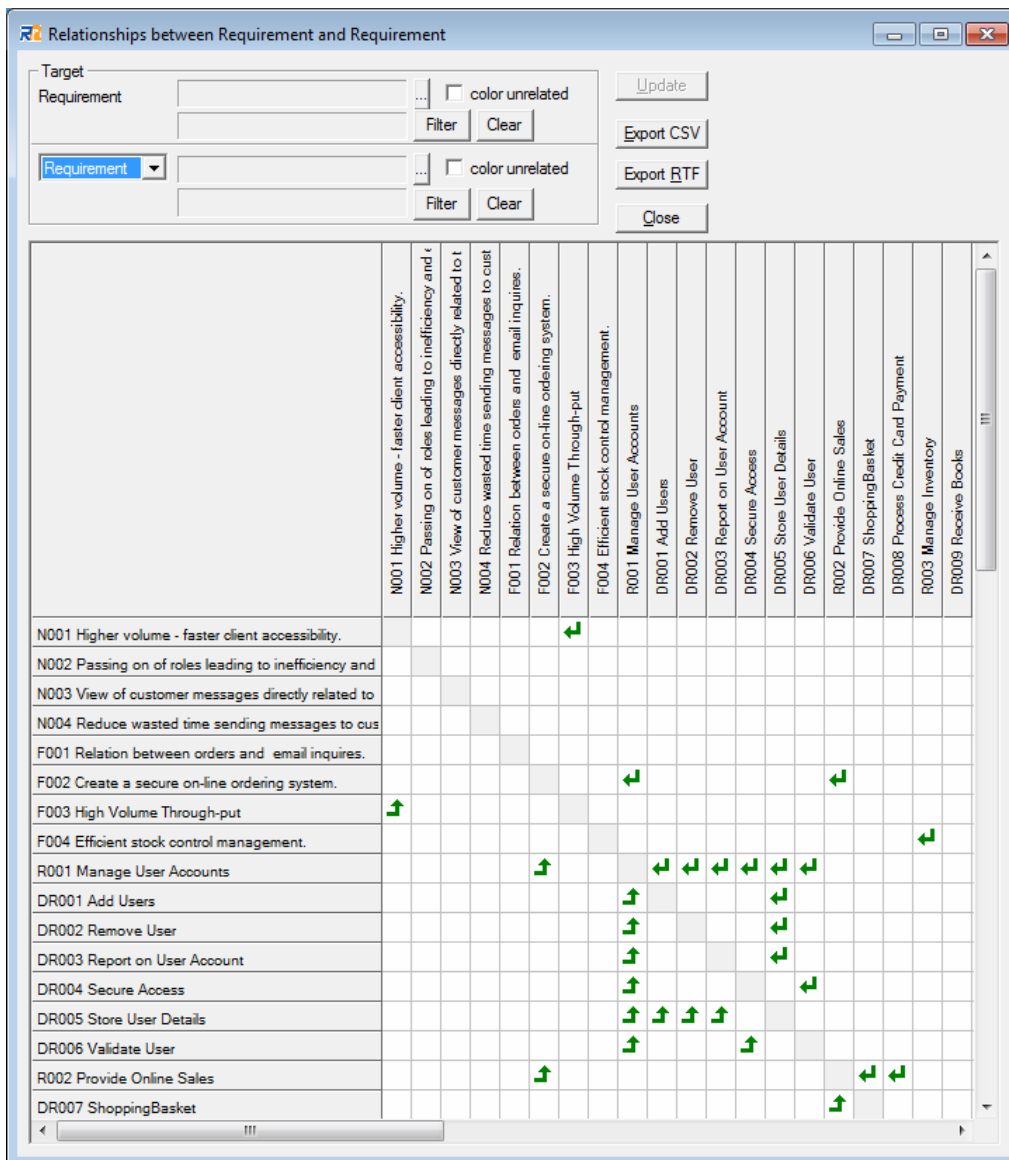 Relationships between Requirement and Requirement
Target
Requirement
...
color unrelated
Filter
Clear
Update
Export CSV
Requirement
...
color unrelated
Filter
Clear
Export RTF
Close
N001 Higher volume - faster client accessibility.
N002 Passing on of roles leading to inefficiency and
N003 View of customer messages directly related to t
N004 Reduce wasted time sending messages to cust
F001 Relation between orders and  email inquires.
F002 Create a secure on-line ordering system.
F003 High Volume Through-put
F004 Efficient stock control management.
R001 Manage User Accounts
DR001 Add Users
DR002 Remove User
DR003 Report on User Account
DR004 Secure Access
DR005 Store User Details
DR006 Validate User
R002 Provide Online Sales
DR007 ShoppingBasket
DR008 Process Credit Card Payment
R003 Manage Inventory
DR009 Receive Books
N001 Higher volume - faster client accessibility.
N002 Passing on of roles leading to inefficiency and
N003 View of customer messages directly related to
N004 Reduce wasted time sending messages to cus
F001 Relation between orders and  email inquires.
F002 Create a secure on-line ordering system.
F003 High Volume Through-put
F004 Efficient stock control management.
R001 Manage User Accounts
DR001 Add Users
DR002 Remove User
DR003 Report on User Account
DR004 Secure Access
DR005 Store User Details
DR006 Validate User
R002 Provide Online Sales
DR007 ShoppingBasket